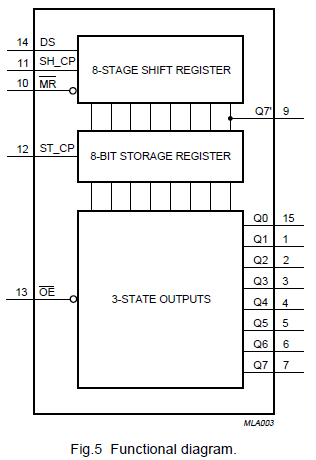 14 DS
11 SH_CP
10 MR
8-STAGE SHIFT REGISTER
Q7' 9
12 ST_CP
8-BIT STORAGE REGISTER
Q0 15
Q1 1
Q2 2
Q3 3
Q4 4
Q5 5
Q6 6
Q7 7
13 OE
3-STATE OUTPUTS
MLA003
Fig.5 Functional diagram.